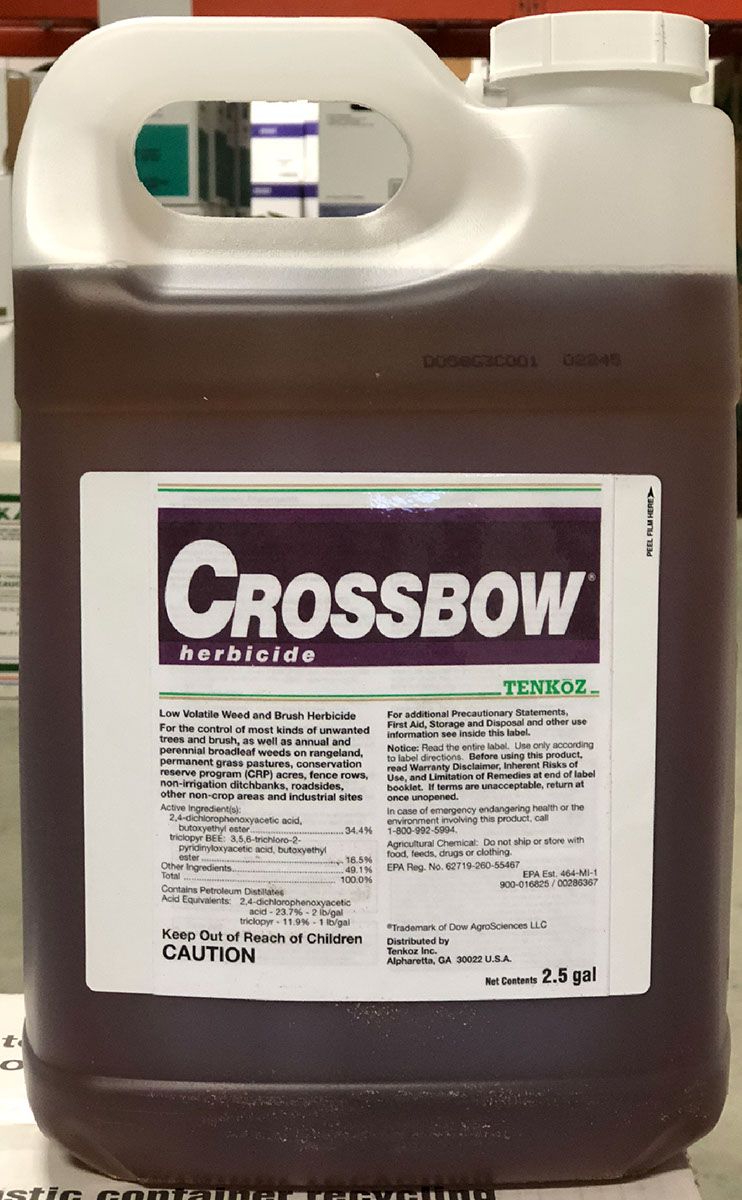 D056G3C001 02245
PEEL FILM HERE
CROSSBOW®
herbicide
TENKŌZ
Low Volatile Weed and Brush Herbicide
For the control of most kinds of unwanted
trees and brush, as well as annual and
perennial broadleaf weeds on rangeland,
permanent grass pastures, conservation
reserve program (CRP) acres, fence rows,
non-irrigation ditchbanks, roadsides,
other non-crop areas and industrial sites
Active Ingredient(s):
2,4-dichlorophenoxyacetic acid,
butoxyethyl ester 34.4%
triclopyr BEE: 3,5,6-trichloro-2-
pyridinyloxyacetic acid, butoxyethyl
ester 16.5%
Other Ingredients 49.1%
Total 100.0%
Contains Petroleum Distillates
Acid Equivalents: 2,4-dichlorophenoxyacetic
acid - 23.7% - 2 lb/gal
triclopyr - 11.9% - 1 lb/gal
Keep Out of Reach of Children
CAUTION
For additional Precautionary Statements,
First Aid, Storage and Disposal and other use
information see inside this label.
Notice: Read the entire label. Use only according
to label directions. Before using this product,
read Warranty Disclaimer, Inherent Risks of
Use, and Limitation of Remedies at end of label
booklet. If terms are unacceptable, return at
once unopened.
In case of emergency endangering health or the
environment involving this product, call
1-800-992-5994.
Agricultural Chemical: Do not ship or store with
food, feeds, drugs or clothing.
EPA Reg. No. 62719-260-55467
EPA Est. 464-MI-1
900-016825 / 00286367
®Trademark of Dow AgroSciences LLC
Distributed by
Tenkoz Inc.
Alpharetta, GA 30022 U.S.A.
Net Contents 2.5 gal
stic container recycling